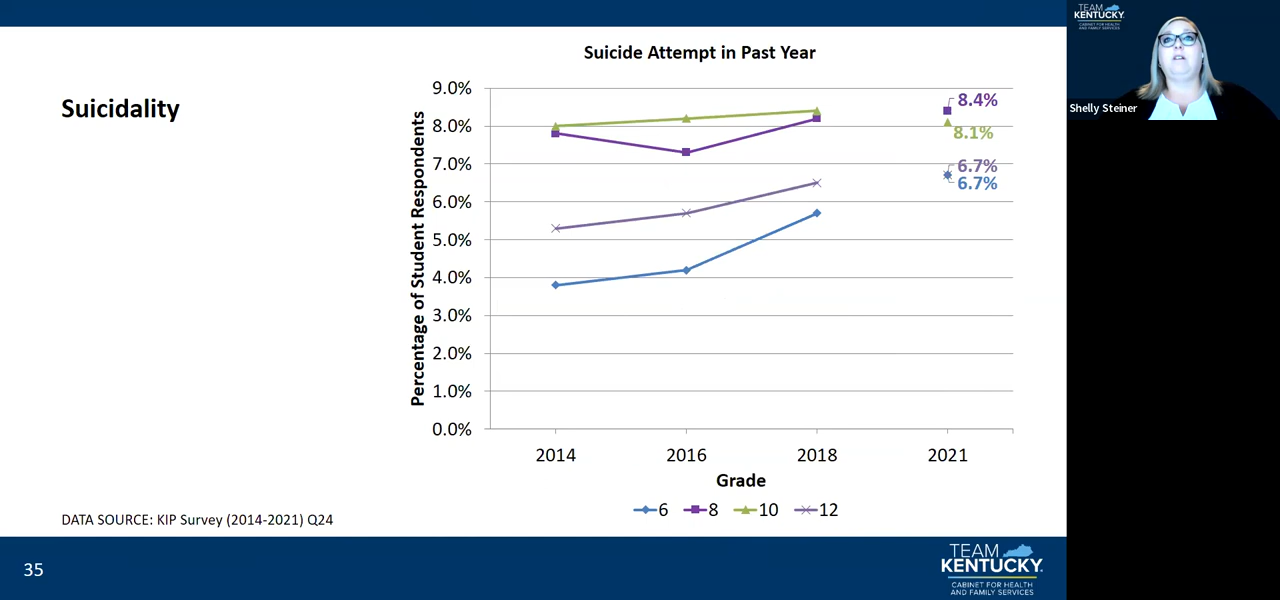 Suicidality
Suicide Attempt in Past Year
Percentage of Student Respondents
9.0%
8.0%
7.0%
6.0%
5.0%
4.0%
3.0%
2.0%
1.0%
0.0%
8.4%
8.1%
6.7%
6.7%
2014
2016
2018
2021
Grade
6
8
10
12
DATA SOURCE: KIP Survey (2014-2021) Q24
35
TEAM
KENTUCKY
CABINET FOR HEALTH
AND FAMILY SERVICES
TEAM
KENTUCKY
CABINET FOR HEALTH
AND FAMILY SERVICES
Shelly Steiner